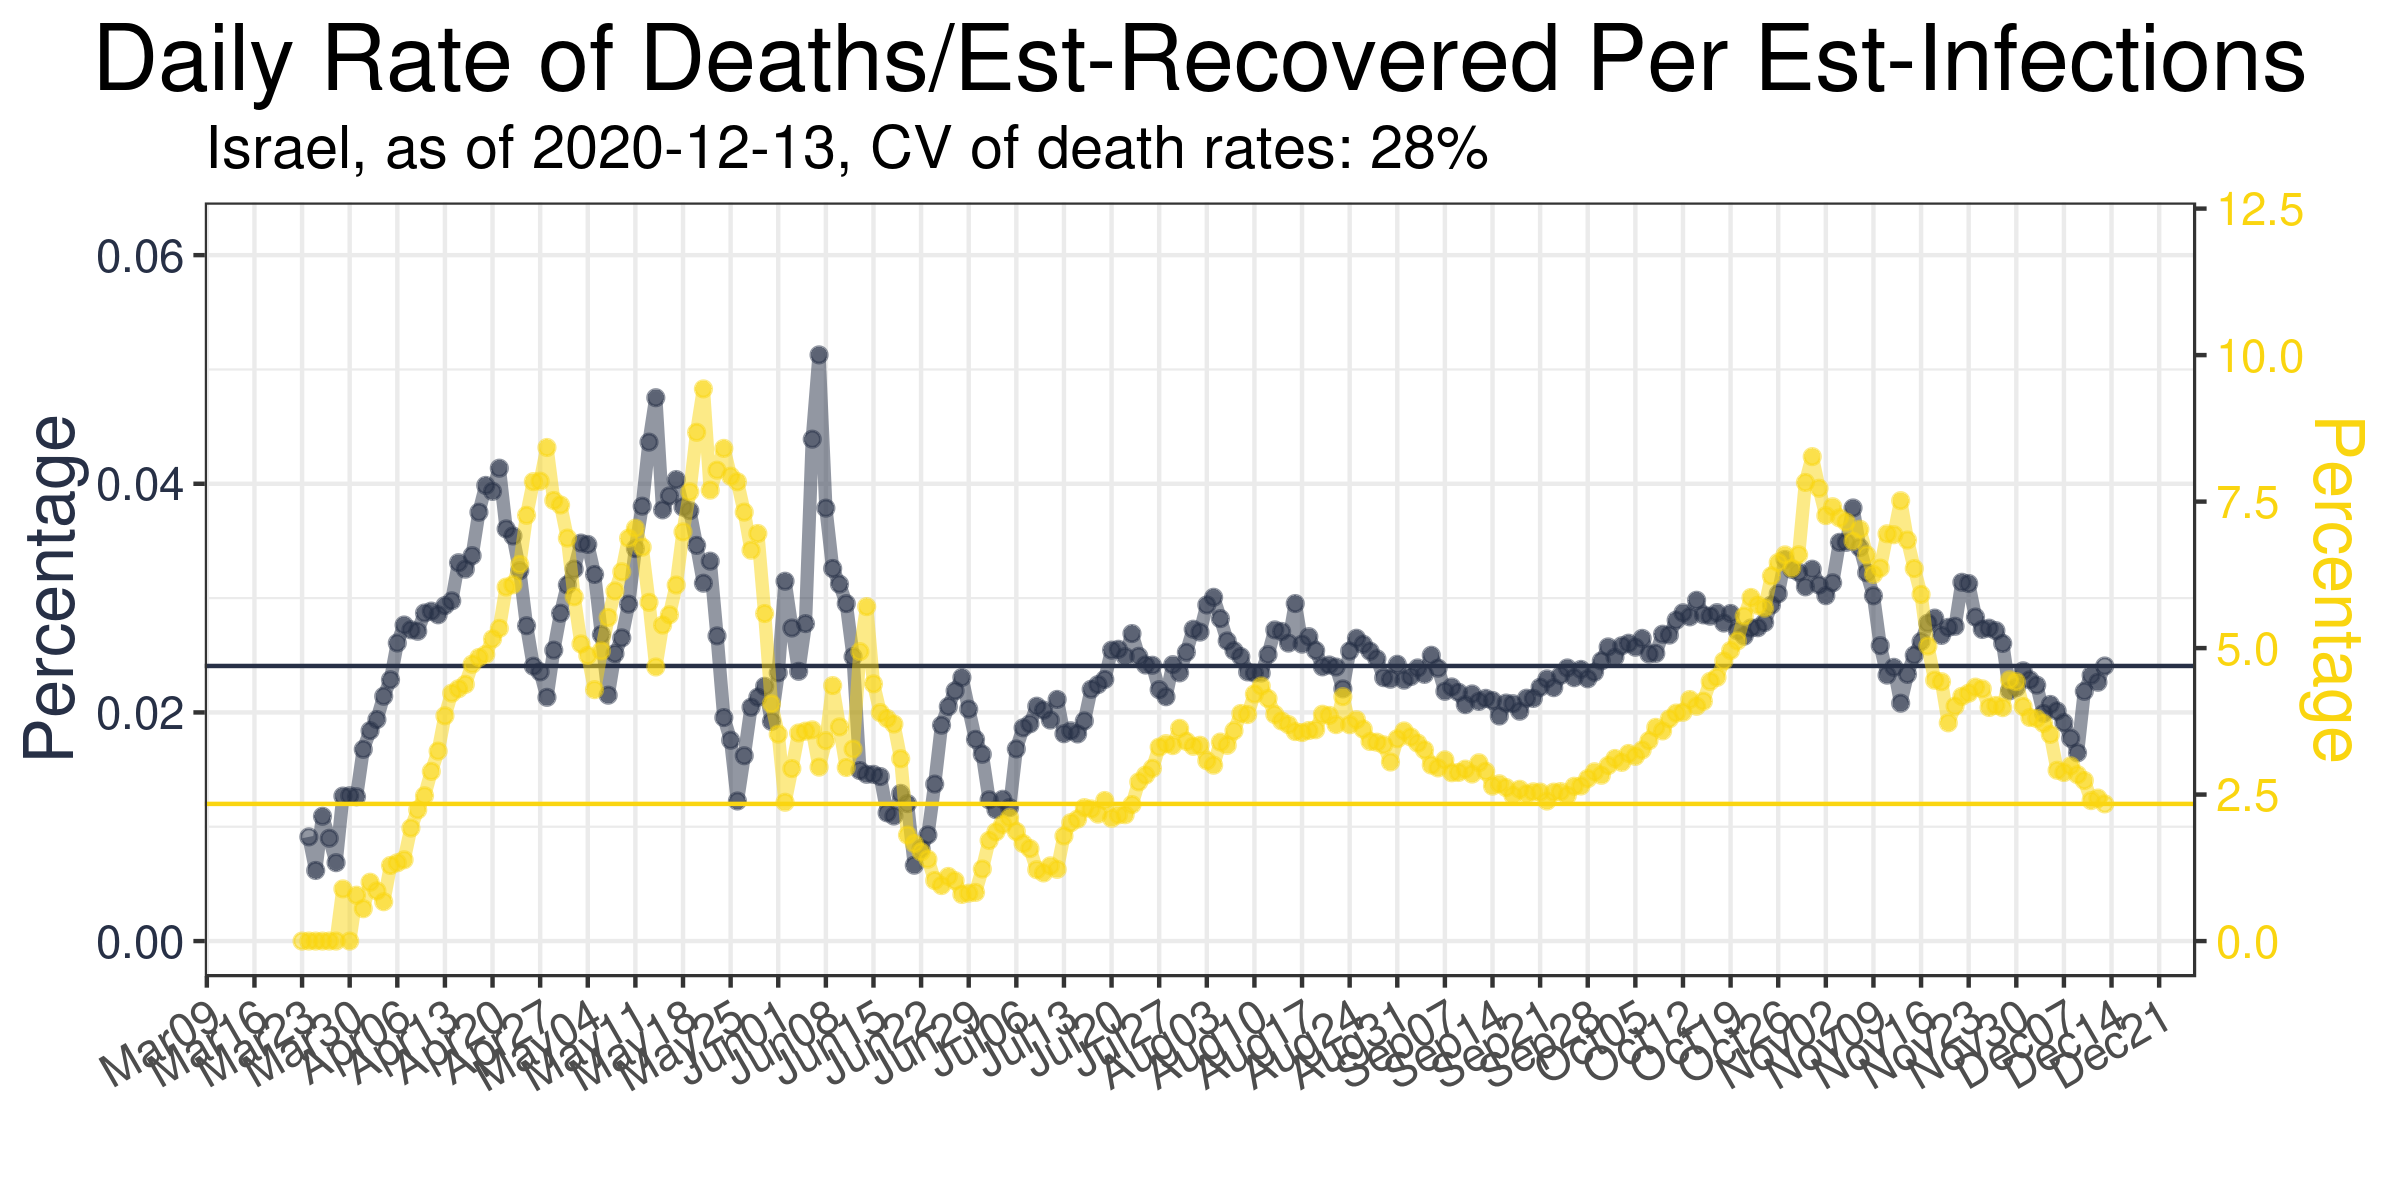 Daily Rate of Deaths/Est-Recovered Per Est-Infections
Israel, as of 2020-12-13, CV of death rates: 28%
Percentage
0.06
0.04
0.02
0.00
12.5
10.0
7.5
5.0
2.5
0.0
Percentage
Mar09
Mar16
Mar23
Mar30
Apr06
Apr13
Apr20
Apr27
May04
May11
May18
May25
Jun01
Jun08
Jun15
Jun22
Jun29
Jul06
Jul13
Jul20
Jul27
Aug03
Aug10
Aug17
Aug24
Aug31
Sep07
Sep14
Sep21
Sep28
Oct05
Oct12
Oct19
Oct26
Nov02
Nov09
Nov16
Nov23
Nov30
Dec07
Dec14
Dec21